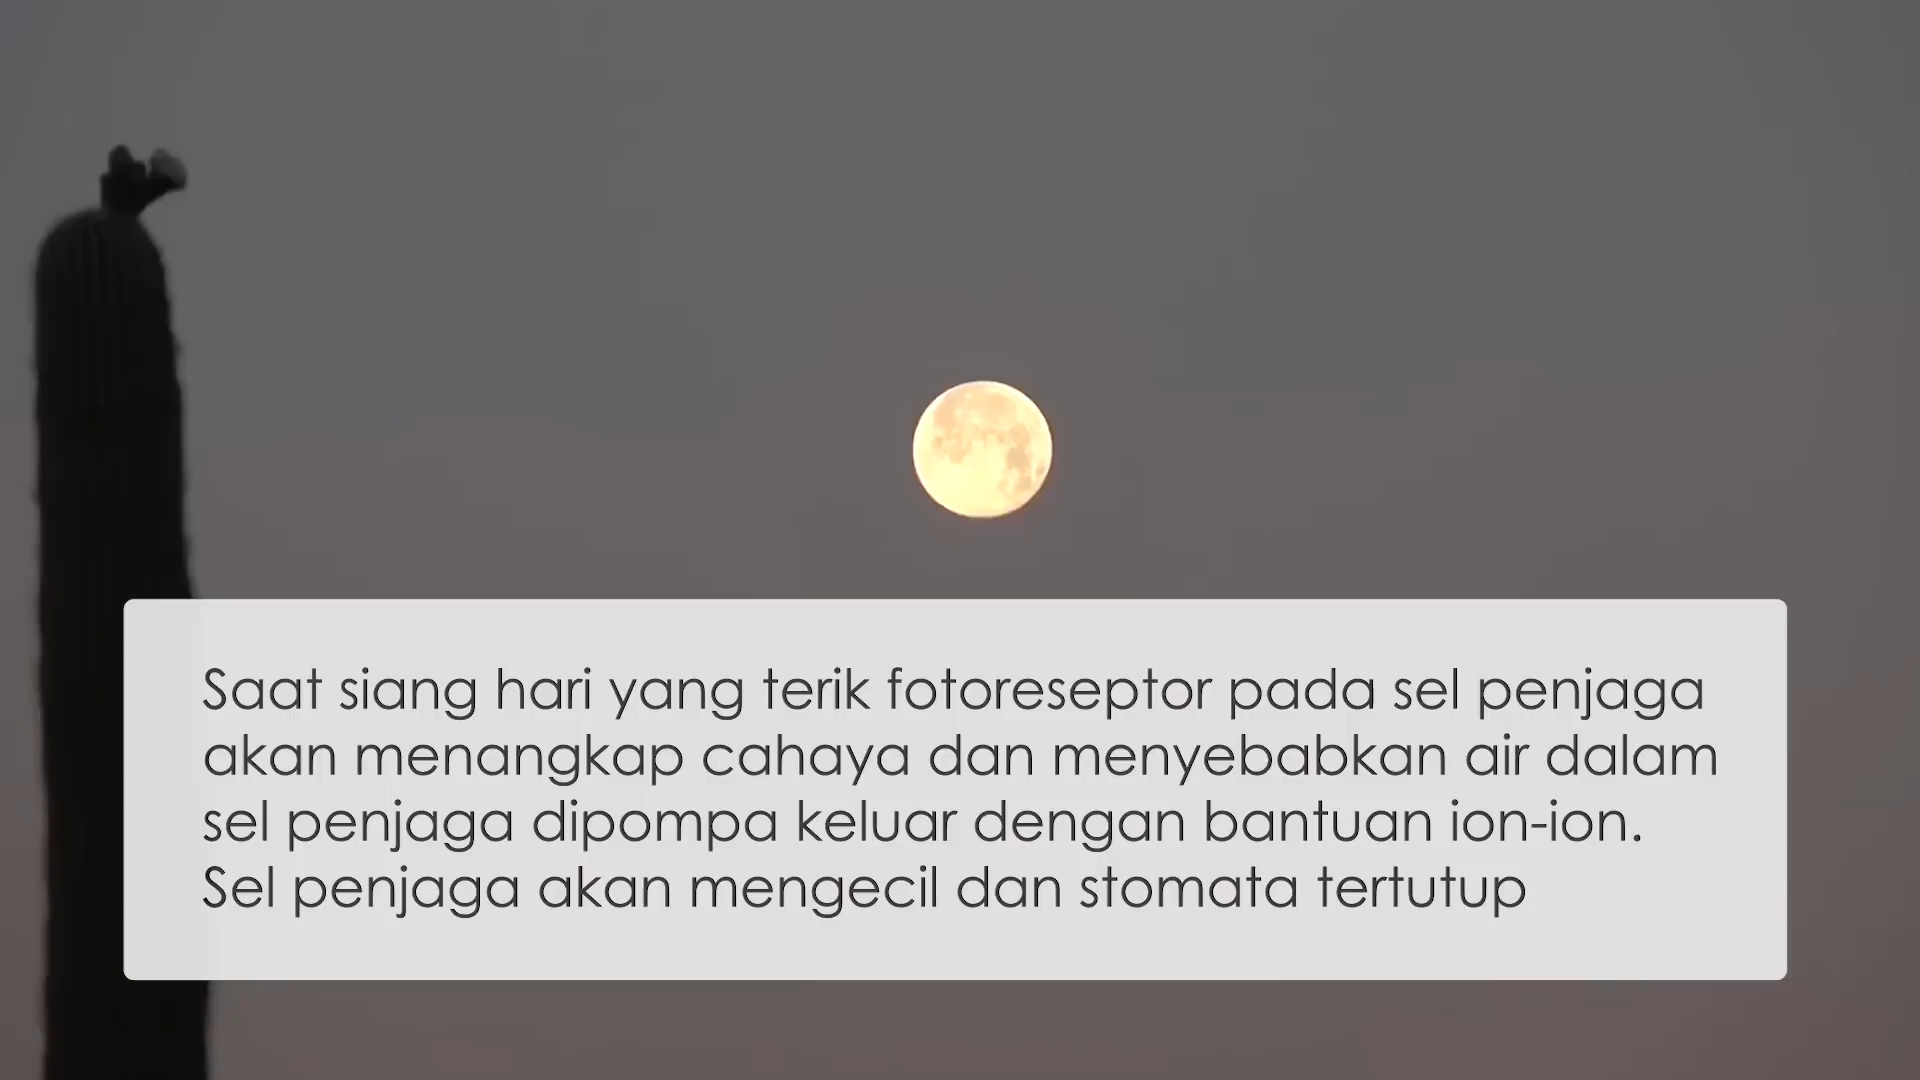 Saat siang hari yang terik fotoreseptor pada sel penjaga
akan menangkap cahaya dan menyebabkan air dalam
sel penjaga dipompa keluar dengan bantuan ion-ion.
Sel penjaga akan mengecil dan stomata tertutup